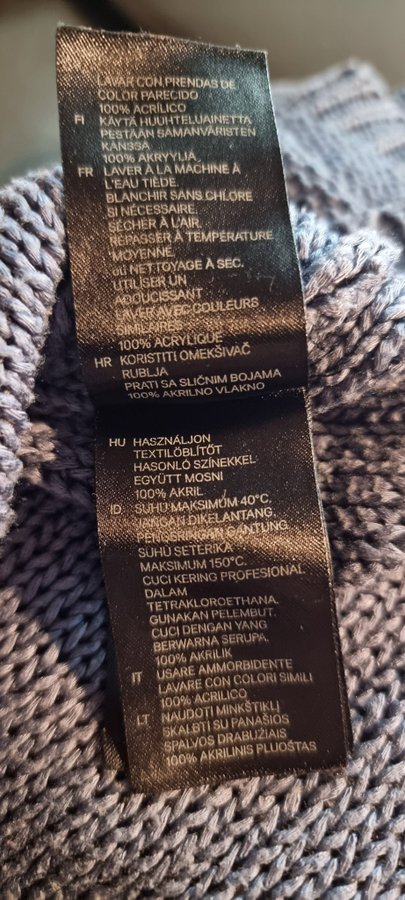 LAVAR CON PRENDAS DE
COLOR PARECIDO
100% ACRÍLICO
FI KÄYTÄ HUUHTELUAINETTA
PESTÄÄN SAMANVÄRISTEN
KANSSA
100% AKRYYLIÄ
FR LAVER À LA MACHINE À
L'EAU TIÈDE.
BLANCHIR SANS CHLORE
SI NÉCESSAIRE.
SÉCHER À L'AIR.
REPASSER À TEMPÉRATURE
MOYENNE.
OU NETTOYAGE À SEC.
UTILISER UN
ADOUCISSANT
LAVER AVEC COULEURS
SIMILAIRES
100% ACRYLIQUE
HR KORISTITI OMEKŠIVAČ
RUBLJA
PRATI SA SLIČNIM BOJAMA
100% AKRILNO VLAKNO
HU HASZNÁLJON
TEXTILÖBLÍTŐT
HASONLÓ SZÍNEKKEL
EGYÜTT MOSNI
100% AKRIL
ID SUHU MAKSIMUM 40°C.
JANGAN DIKELANTANG.
PENGERINGAN GANTUNG
SUHU SETERIKA
MAKSIMUM 150°C.
CUCI KERING PROFESIONAL
DALAM
TETRAKLOROETHANA.
GUNAKAN PELEMBUT.
CUCI DENGAN YANG
BERWARNA SERUPA.
100% AKRILIK
IT USARE AMMORBIDENTE
LAVARE CON COLORI SIMILI
100% ACRILICO
LT NAUDOTI MINKŠTIKLĮ
SKALBTI SU PANAŠIOS
SPALVOS DRABUŽIAIS
100% AKRILINIS PLUOŠTAS